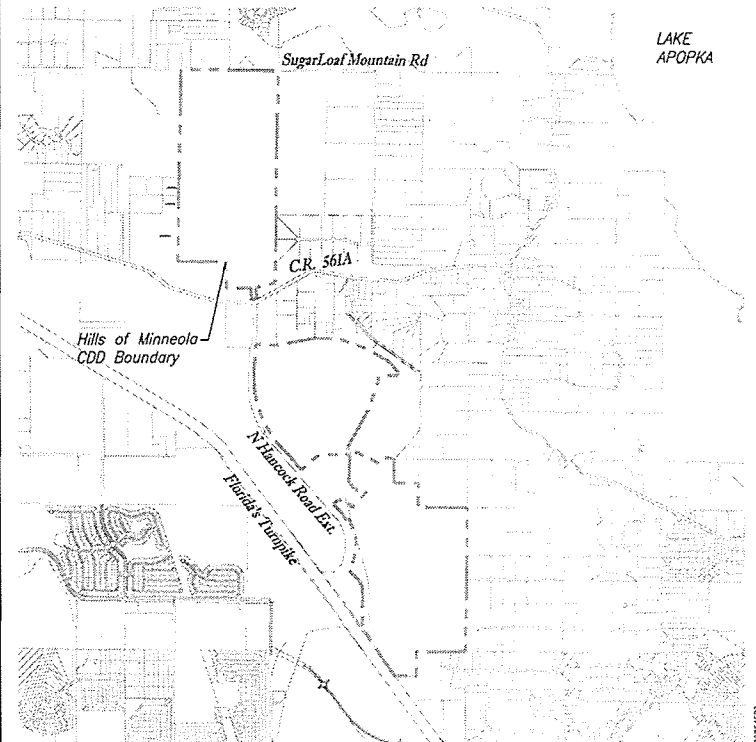 LAKE
APOPKA
SugarLoaf Mountain Rd
C.R. 561A
Hills of Minneola
CDD Boundary
N Hancock Road Ext.
Florida's Turnpike